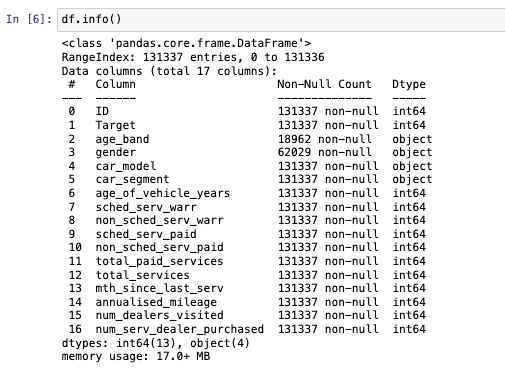 In [6]: df.info()
<class 'pandas.core.frame.DataFrame'>
RangeIndex: 131337 entries, 0 to 131336
Data columns (total 17 columns):
 #   Column                    Non-Null Count   Dtype
---  ------                    --------------   -----
 0   ID                        131337 non-null  int64
 1   Target                    131337 non-null  int64
 2   age_band                  18962 non-null   object
 3   gender                    62029 non-null   object
 4   car_model                 131337 non-null  object
 5   car_segment               131337 non-null  object
 6   age_of_vehicle_years      131337 non-null  int64
 7   sched_serv_warr           131337 non-null  int64
 8   non_sched_serv_warr       131337 non-null  int64
 9   sched_serv_paid           131337 non-null  int64
 10  non_sched_serv_paid       131337 non-null  int64
 11  total_paid_services       131337 non-null  int64
 12  total_services            131337 non-null  int64
 13  mth_since_last_serv       131337 non-null  int64
 14  annualised_mileage        131337 non-null  int64
 15  num_dealers_visited       131337 non-null  int64
 16  num_serv_dealer_purchased  131337 non-null  int64
dtypes: int64(13), object(4)
memory usage: 17.0+ MB